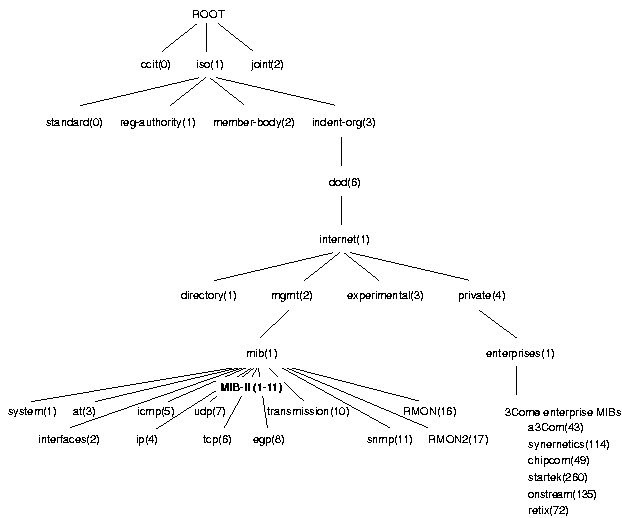 ROOT
ccit(0) iso(1) joint(2)
standard(0) reg-authority(1) member-body(2) indent-org(3)
dod(6)
internet(1)
directory(1) mgmt(2) experimental(3) private(4)
mib(1) enterprises(1)
MIB-II (1-11)
system(1) at(3) icmp(5) udp(7) transmission(10) RMON(16) 3Come enterprise MIBs
a3Com(43)
interfaces(2) ip(4) tcp(6) egp(8) snmp(11) RMON2(17) synernetics(114)
chipcom(49)
startek(260)
onstream(135)
retix(72)